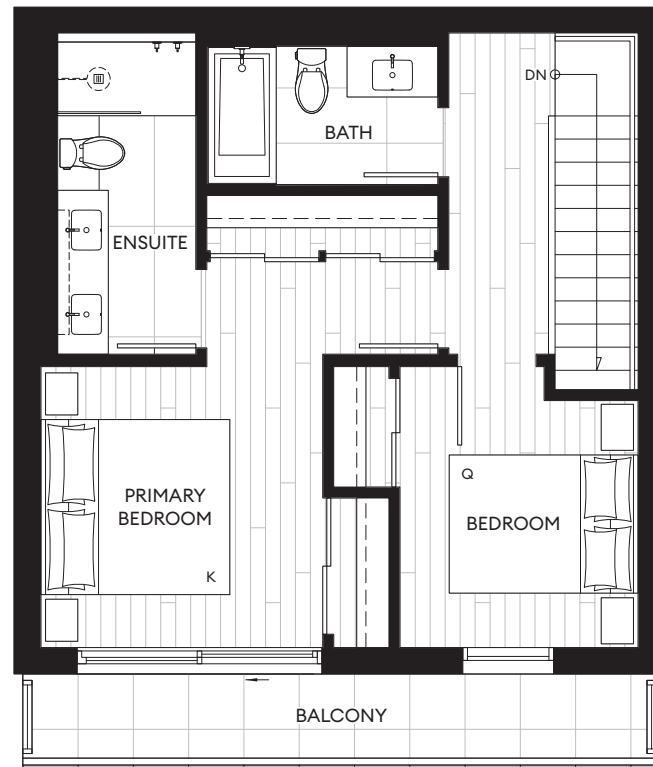 DN
BATH
ENSUITE
PRIMARY
BEDROOM
K
Q
BEDROOM
BALCONY